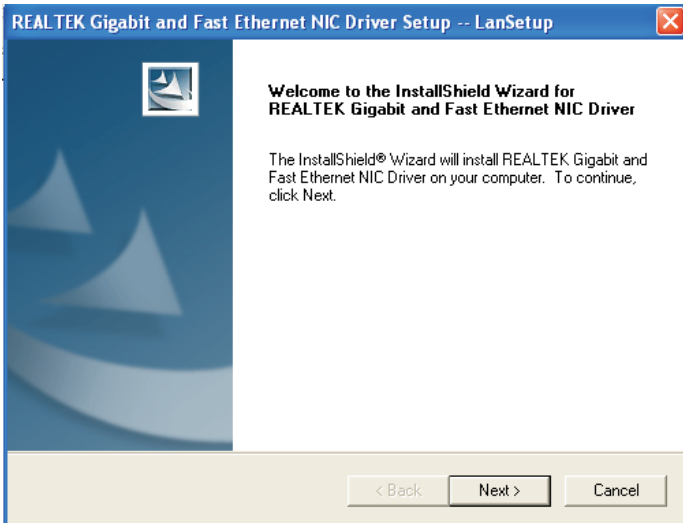 REALTEK Gigabit and Fast Ethernet NIC Driver Setup -- LanSetup
Welcome to the InstallShield Wizard for
REALTEK Gigabit and Fast Ethernet NIC Driver
The InstallShield® Wizard will install REALTEK Gigabit and
Fast Ethernet NIC Driver on your computer. To continue,
click Next.
< Back
Next >
Cancel